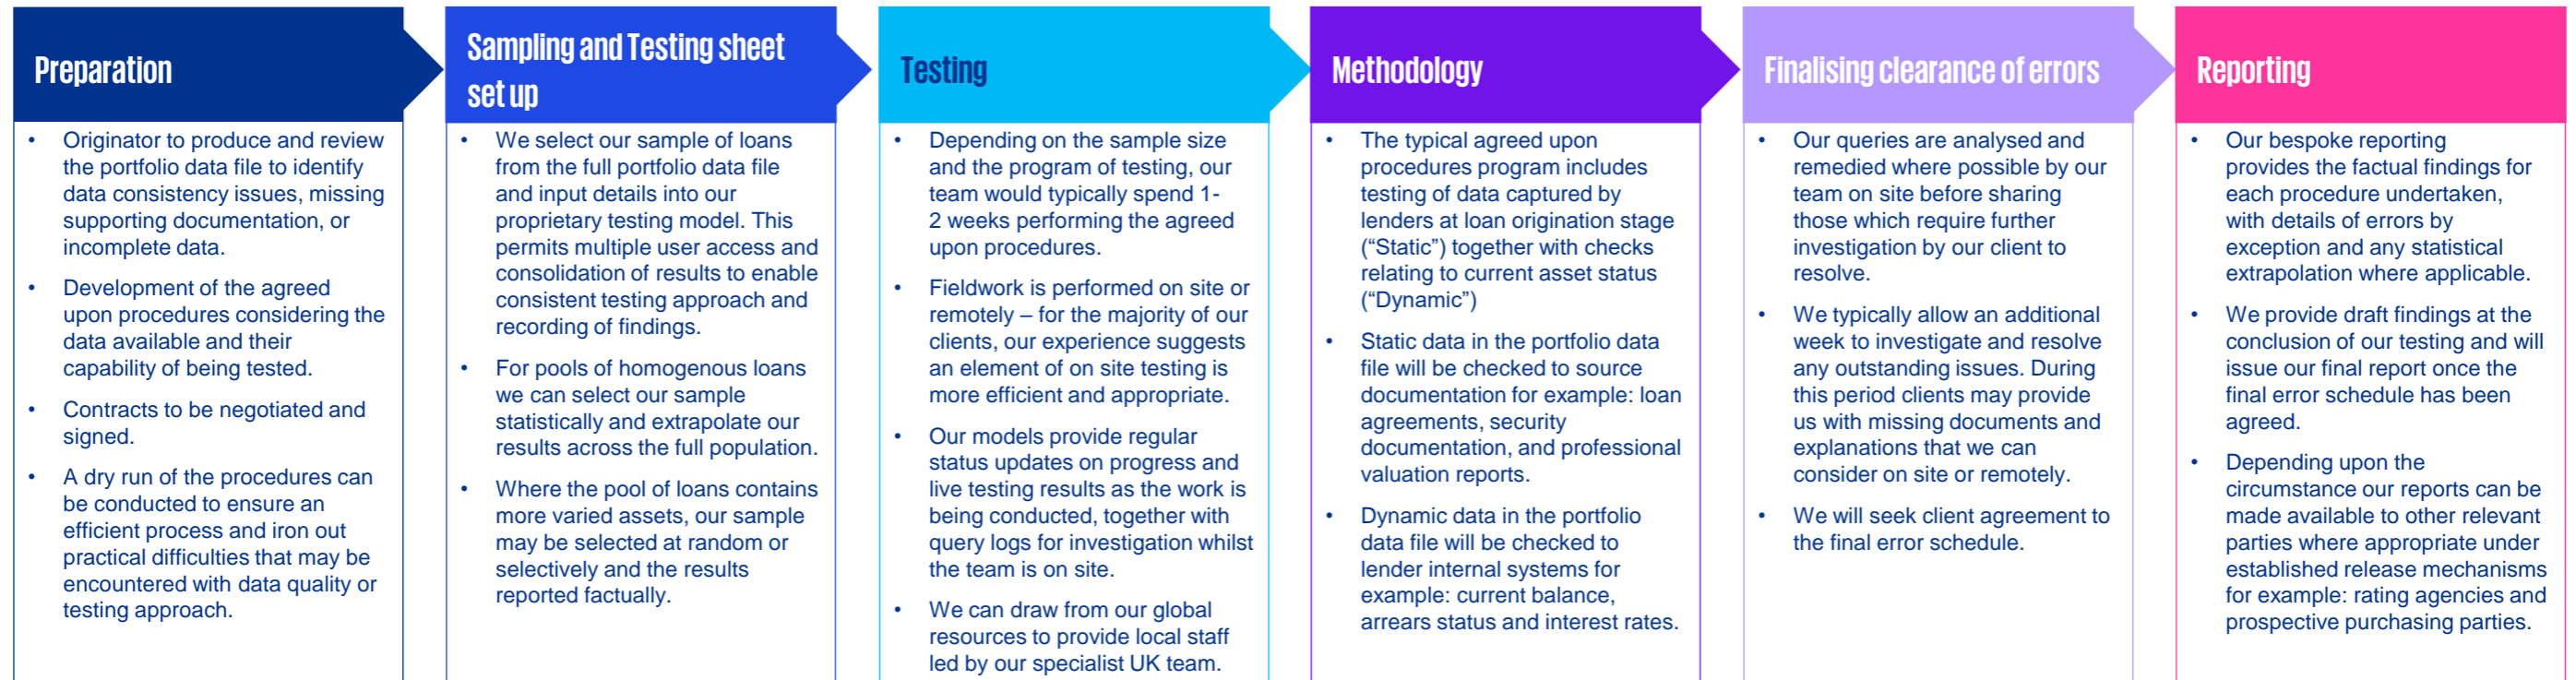 Preparation
• Originator to produce and review
the portfolio data file to identify
data consistency issues, missing
supporting documentation, or
incomplete data.
• Development of the agreed
upon procedures considering the
data available and their
capability of being tested.
• Contracts to be negotiated and
signed.
• A dry run of the procedures can
be conducted to ensure an
efficient process and iron out
practical difficulties that may be
encountered with data quality or
testing approach.
Sampling and Testing sheet
set up
• We select our sample of loans
from the full portfolio data file
and input details into our
proprietary testing model. This
permits multiple user access and
consolidation of results to enable
consistent testing approach and
recording of findings.
• For pools of homogenous loans
we can select our sample
statistically and extrapolate our
results across the full population.
• Where the pool of loans contains
more varied assets, our sample
may be selected at random or
selectively and the results
reported factually.
Testing
• Depending on the sample size
and the program of testing, our
team would typically spend 1-
2 weeks performing the agreed
upon procedures.
• Fieldwork is performed on site or
remotely – for the majority of our
clients, our experience suggests
an element of on site testing is
more efficient and appropriate.
• Our models provide regular
status updates on progress and
live testing results as the work is
being conducted, together with
query logs for investigation whilst
the team is on site.
• We can draw from our global
resources to provide local staff
led by our specialist UK team.
Methodology
• The typical agreed upon
procedures program includes
testing of data captured by
lenders at loan origination stage
(“Static”) together with checks
relating to current asset status
(“Dynamic”)
• Static data in the portfolio data
file will be checked to source
documentation for example: loan
agreements, security
documentation, and professional
valuation reports.
• Dynamic data in the portfolio
data file will be checked to
lender internal systems for
example: current balance,
arrears status and interest rates.
Finalising clearance of errors
• Our queries are analysed and
remedied where possible by our
team on site before sharing
those which require further
investigation by our client to
resolve.
• We typically allow an additional
week to investigate and resolve
any outstanding issues. During
this period clients may provide
us with missing documents and
explanations that we can
consider on site or remotely.
• We will seek client agreement to
the final error schedule.
Reporting
• Our bespoke reporting
provides the factual findings for
each procedure undertaken,
with details of errors by
exception and any statistical
extrapolation where applicable.
• We provide draft findings at the
conclusion of our testing and will
issue our final report once the
final error schedule has been
agreed.
• Depending upon the
circumstance our reports can be
made available to other relevant
parties where appropriate under
established release mechanisms
for example: rating agencies and
prospective purchasing parties.